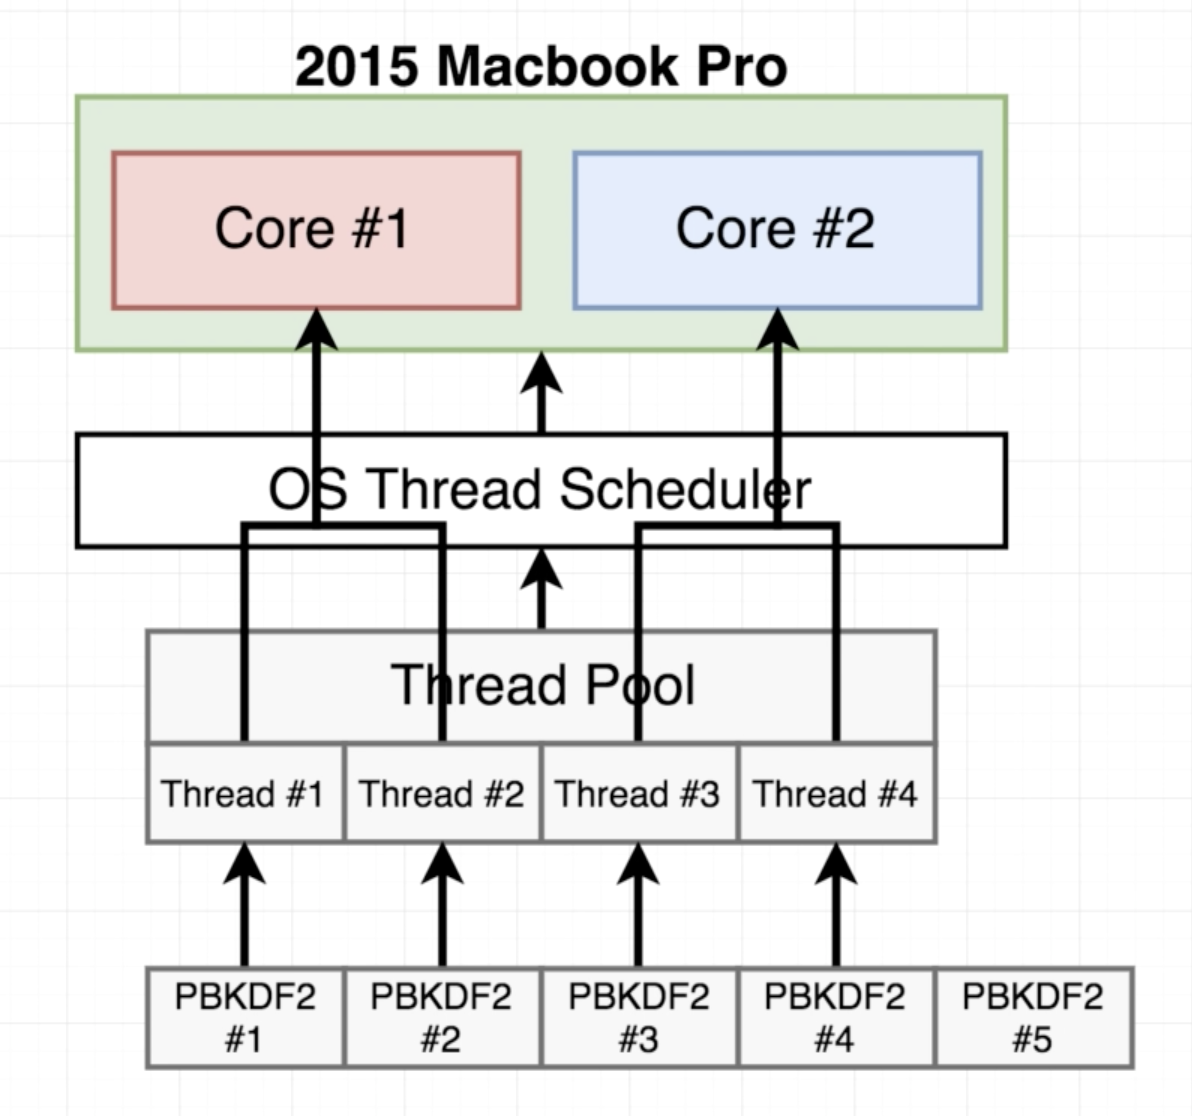 2015 Macbook Pro
Core #1
Core #2
OS Thread Scheduler
Thread Pool
Thread #1
Thread #2
Thread #3
Thread #4
PBKDF2
#1
PBKDF2
#2
PBKDF2
#3
PBKDF2
#4
PBKDF2
#5